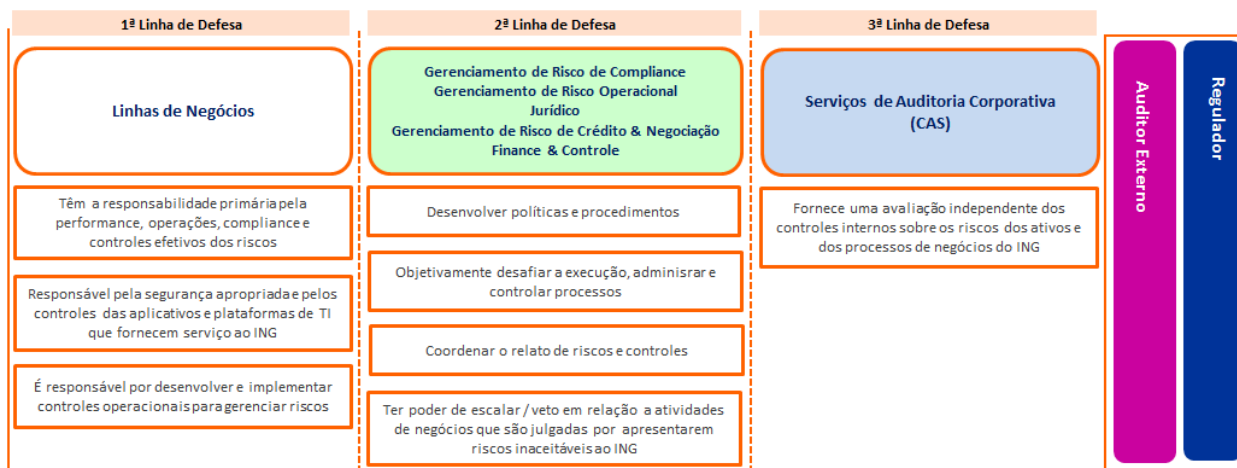 1ª Linha de Defesa
2ª Linha de Defesa
3ª Linha de Defesa
Linhas de Negócios
Gerenciamento de Risco de Compliance
Gerenciamento de Risco Operacional
Jurídico
Gerenciamento de Risco de Crédito & Negociação
Finance & Controle
Serviços de Auditoria Corporativa
(CAS)
Têm a responsabilidade primária pela
performance, operações, compliance e
controles efetivos dos riscos
Responsável pela segurança apropriada e pelos
controles das aplicativos e plataformas de TI
que fornecem serviço ao ING
É responsável por desenvolver e implementar
controles operacionais para gerenciar riscos
Desenvolver políticas e procedimentos
Objetivamente desafiar a execução, adminisrar e
controlar processos
Coordenar o relato de riscos e controles
Ter poder de escalar / veto em relação a atividades
de negócios que são julgadas por apresentarem
riscos inaceitáveis ao ING
Fornece uma avaliação independente dos
controles internos sobre os riscos dos ativos e
dos processos de negócios do ING
Auditor Externo
Regulador